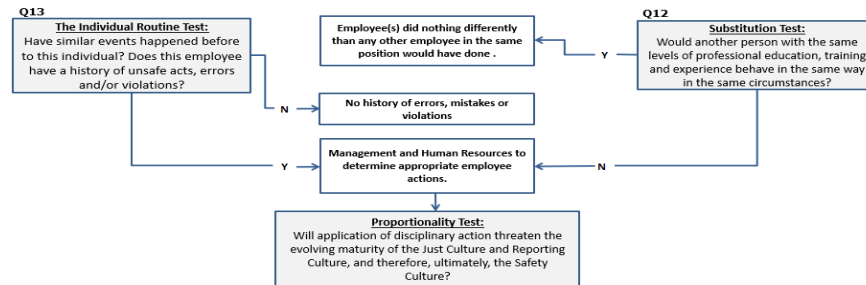 Q13
The Individual Routine Test:
Have similar events happened before
to this individual? Does this employee
have a history of unsafe acts, errors
and/or violations?
Employee(s) did nothing differently
than any other employee in the same
position would have done .
Q12
Substitution Test:
Would another person with the same
levels of professional education, training
and experience behave in the same way
in the same circumstances?
Y
N
No history of errors, mistakes or
violations
Y
Management and Human Resources to
determine appropriate employee
actions.
N
Proportionality Test:
Will application of disciplinary action threaten the
evolving maturity of the Just Culture and Reporting
Culture, and therefore, ultimately, the Safety
Culture?